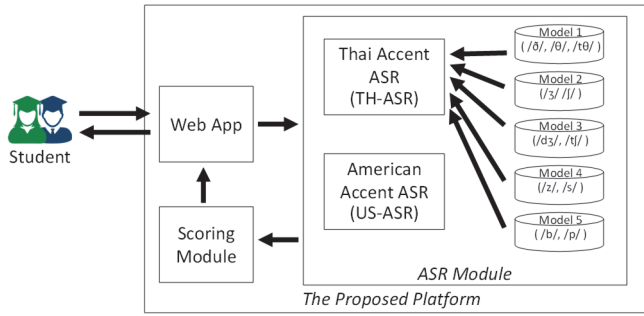 Student
Web App
Scoring
Module
Thai Accent
ASR
(TH-ASR)
American
Accent ASR
(US-ASR)
Model 1
( /ð/, /θ/, /tθ/ )
Model 2
(/ʒ/ /ʃ/ )
Model 3
(/dʒ/, /tʃ/ )
Model 4
(/z/, /s/ )
Model 5
( /b/, /p/ )
ASR Module
The Proposed Platform